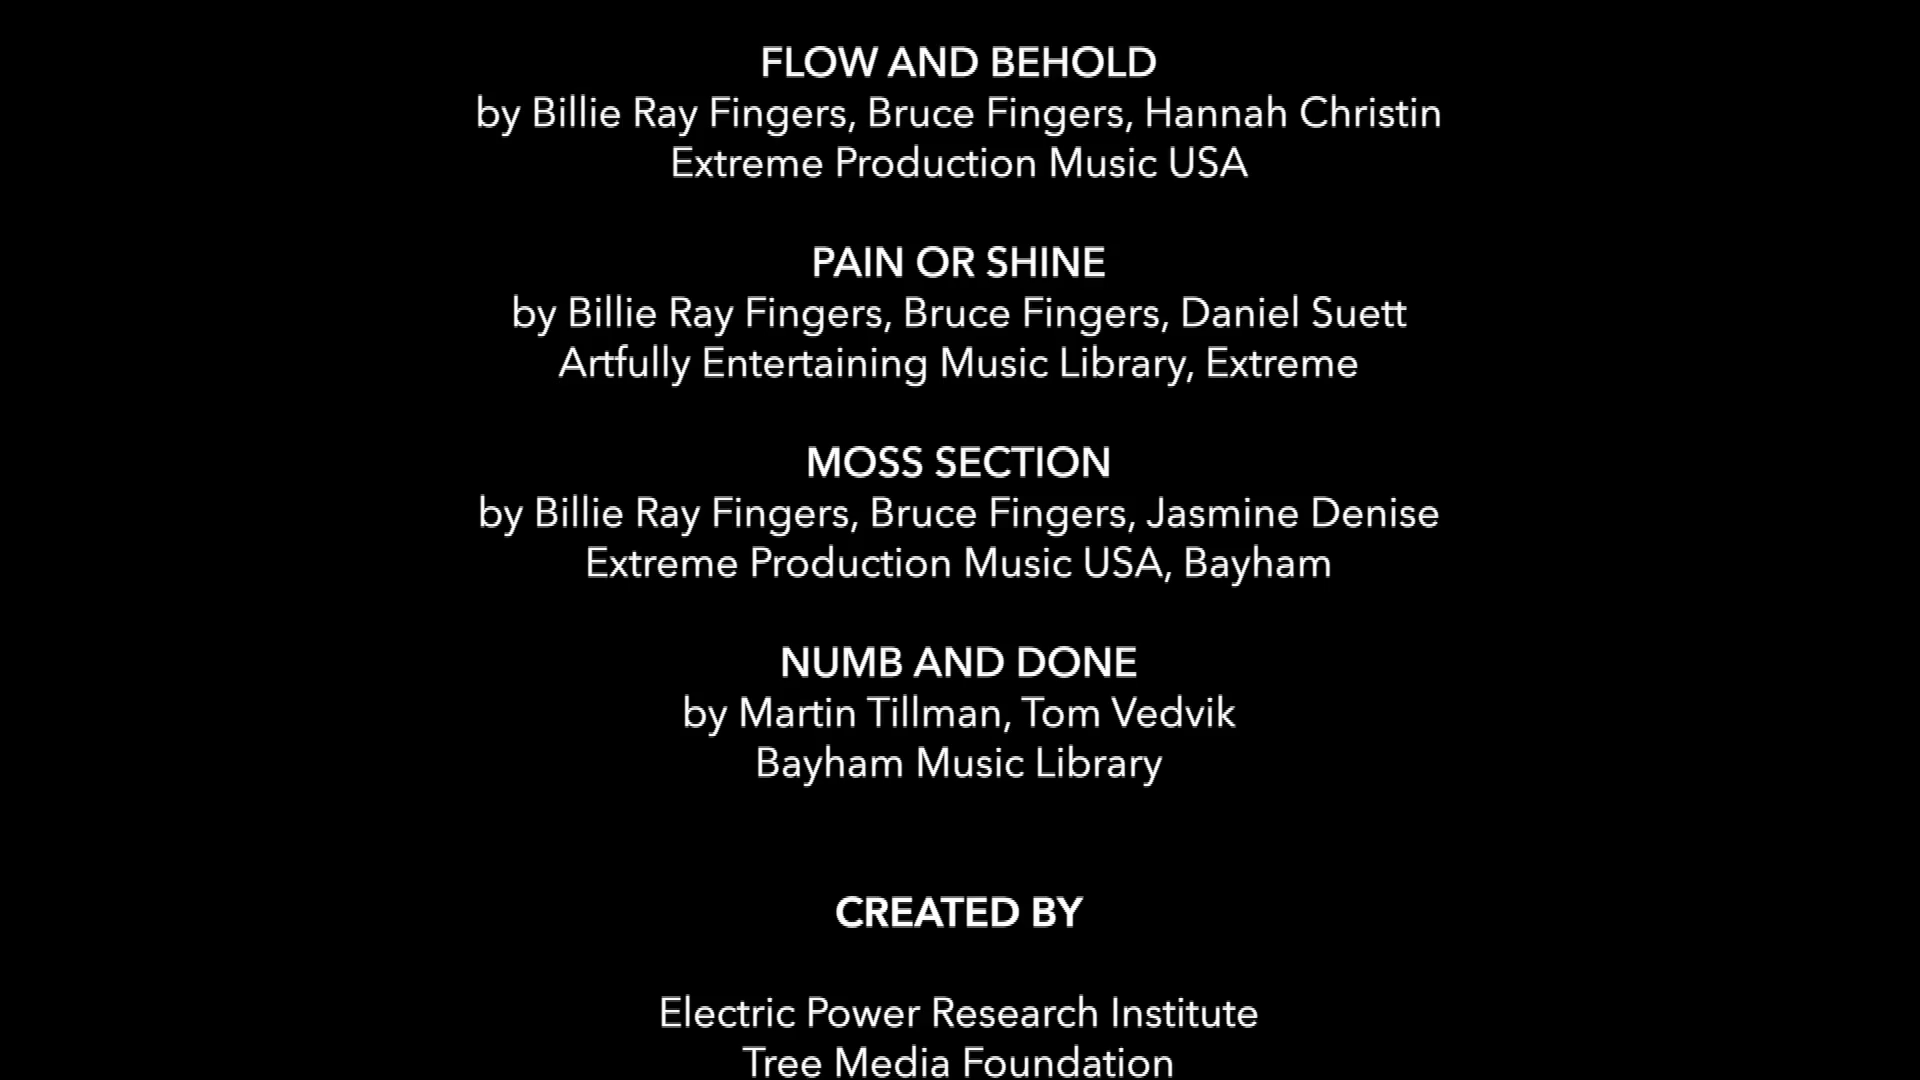 FLOW AND BEHOLD
by Billie Ray Fingers, Bruce Fingers, Hannah Christin
Extreme Production Music USA
PAIN OR SHINE
by Billie Ray Fingers, Bruce Fingers, Daniel Suett
Artfully Entertaining Music Library, Extreme
MOSS SECTION
by Billie Ray Fingers, Bruce Fingers, Jasmine Denise
Extreme Production Music USA, Bayham
NUMB AND DONE
by Martin Tillman, Tom Vedvik
Bayham Music Library
CREATED BY
Electric Power Research Institute
Tree Media Foundation